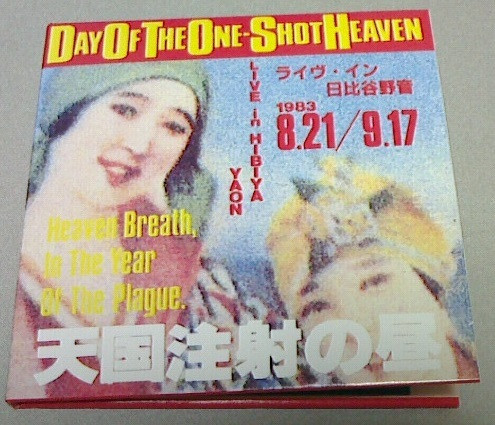 DAY OF THE ONE-SHOT HEAVEN
LIVE in HIBIYA
YAON
ライヴ・イン
日比谷野音
1983
8.21/9.17
Heaven Breath,
In The Year
Of The Plague.
天国注射の昼